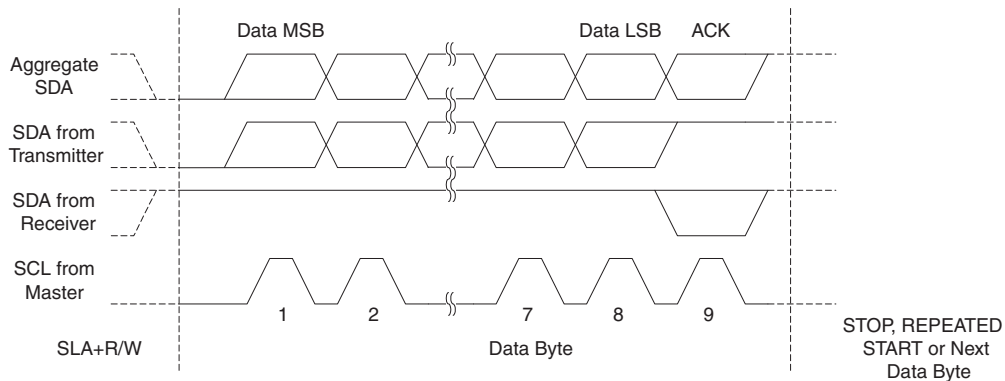 Data MSB
Data LSB
ACK
Aggregate
SDA
SDA from
Transmitter
SDA from
Receiver
SCL from
Master
1
2
7
8
9
SLA+R/W
Data Byte
STOP, REPEATED
START or Next
Data Byte